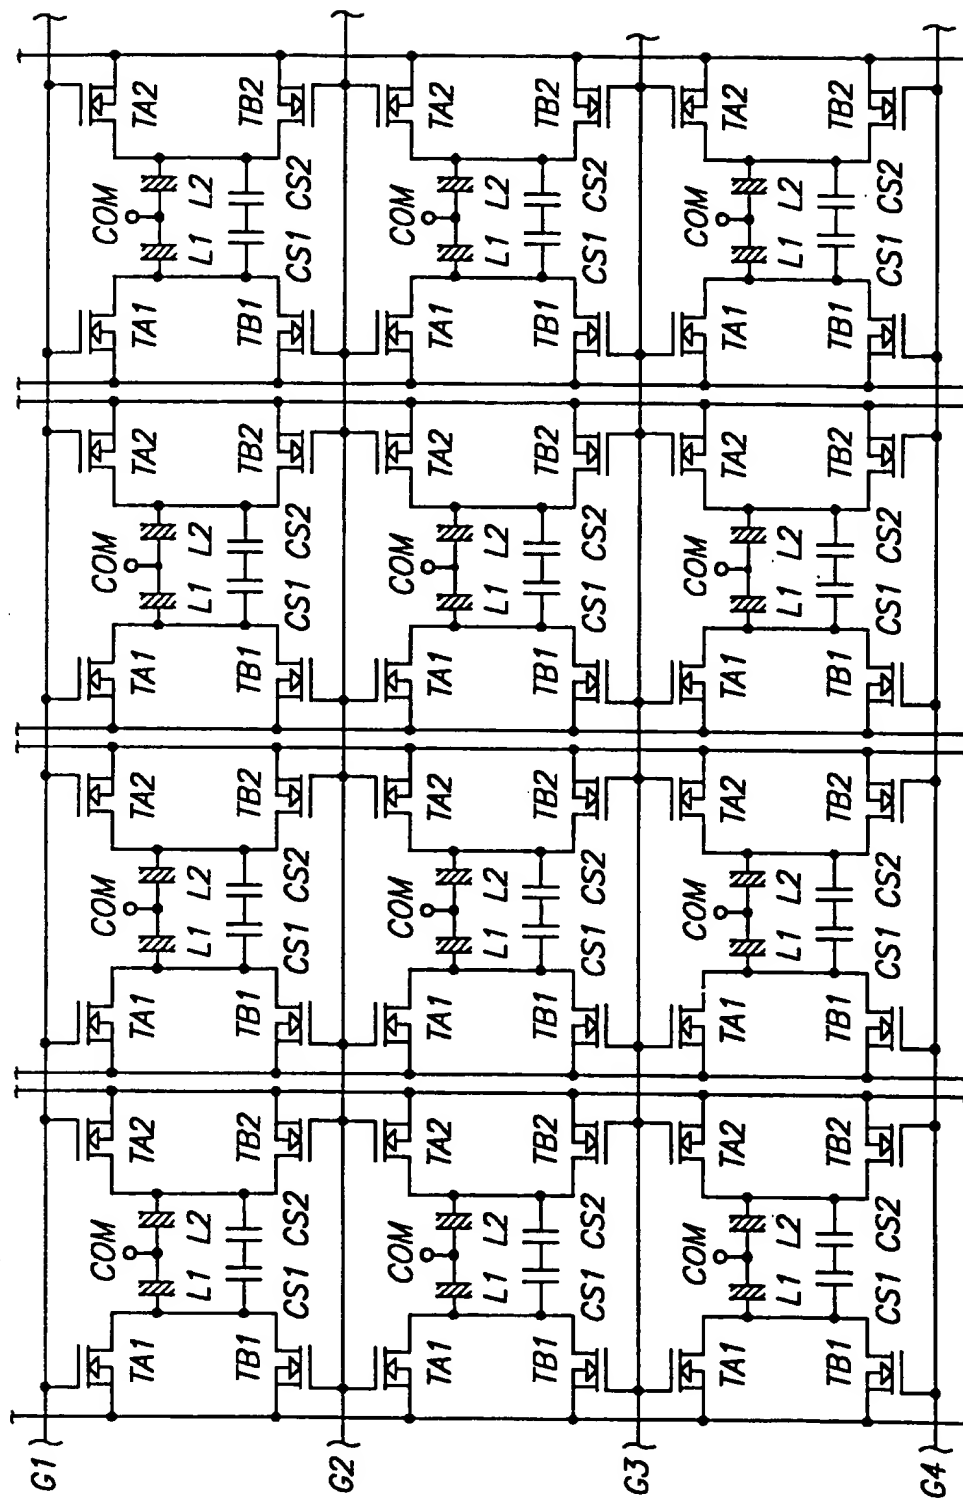 G1
COM COM COM COM
TA1 TA2 TA1 TA2 TA1 TA2 TA1 TA2
L1 L2 L1 L2 L1 L2 L1 L2
TB1 TB2 TB1 TB2 TB1 TB2 TB1 TB2
CS1 CS2 CS1 CS2 CS1 CS2 CS1 CS2
G2
COM COM COM COM
TA1 TA2 TA1 TA2 TA1 TA2 TA1 TA2
L1 L2 L1 L2 L1 L2 L1 L2
TB1 TB2 TB1 TB2 TB1 TB2 TB1 TB2
CS1 CS2 CS1 CS2 CS1 CS2 CS1 CS2
G3
COM COM COM COM
TA1 TA2 TA1 TA2 TA1 TA2 TA1 TA2
L1 L2 L1 L2 L1 L2 L1 L2
TB1 TB2 TB1 TB2 TB1 TB2 TB1 TB2
CS1 CS2 CS1 CS2 CS1 CS2 CS1 CS2
G4